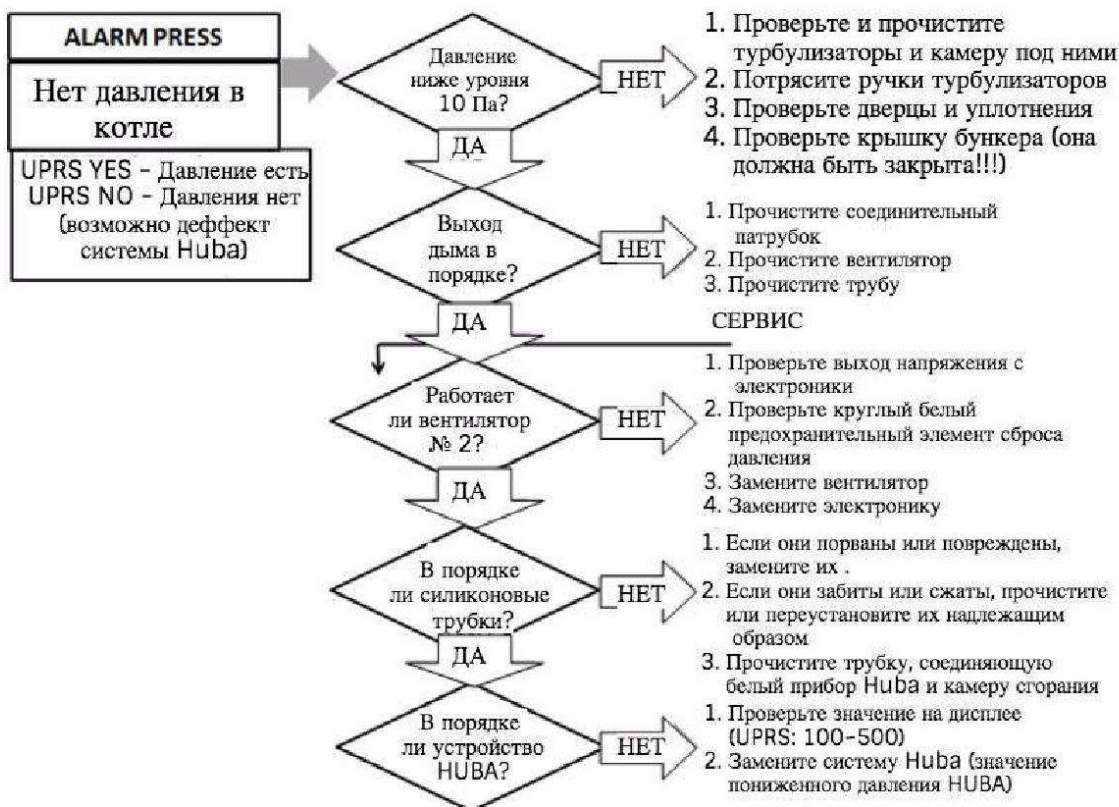 ALARM PRESS
Нет давления в
котле
UPRS YES – Давление есть
UPRS NO – Давления нет
(возможно деффект
системы Huba)
Давление
ниже уровня
10 Па?
НЕТ
1. Проверьте и прочистите
турбулизаторы и камеру под ними
2. Потрясите ручки турбулизаторов
3. Проверьте дверцы и уплотнения
4. Проверьте крышку бункера (она
должна быть закрыта!!!)
ДА
Выход
дыма в
порядке?
НЕТ
1. Прочистите соединительный
патрубок
2. Прочистите вентилятор
3. Прочистите трубу
ДА
СЕРВИС
Работает
ли вентилятор
№ 2?
НЕТ
1. Проверьте выход напряжения с
электроники
2. Проверьте круглый белый
предохранительный элемент сброса
давления
3. Замените вентилятор
4. Замените электронику
ДА
В порядке
ли силиконовые
трубки?
НЕТ
1. Если они порваны или повреждены,
замените их .
2. Если они забиты или сжаты, прочистите
или переустановите их надлежащим
образом
3. Прочистите трубку, соединяющую
белый прибор Huba и камеру сгорания
ДА
В порядке
ли устройство
HUBA?
НЕТ
1. Проверьте значение на дисплее
(UPRS: 100-500)
2. Замените систему Huba (значение
пониженного давления HUBA)